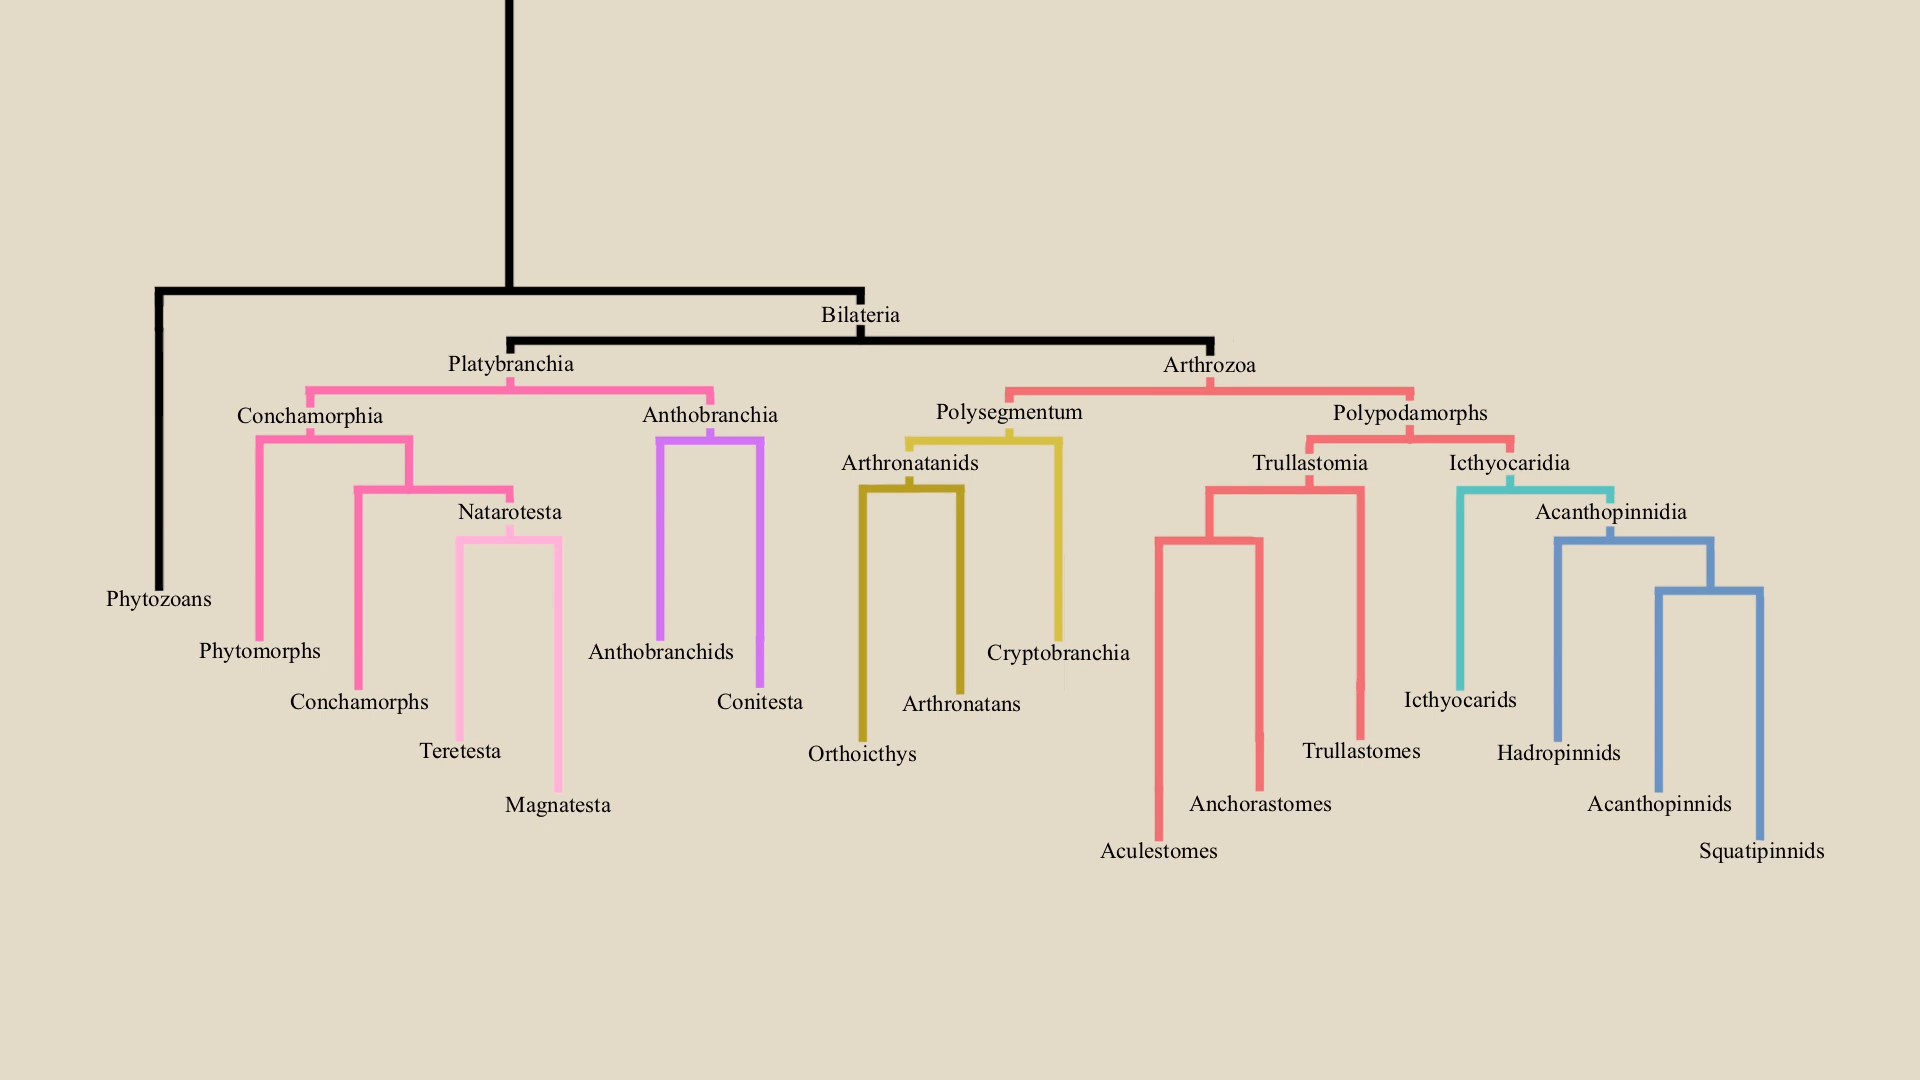 Bilateria
Platybranchia
Arthrozoa
Conchamorphia
Anthobranchia
Polysegmentum
Polypodamorphs
Arthronatanids
Trullastomia
Icthyocaridia
Natarotesta
Acanthopinnidia
Phytozoans
Phytomorphs
Anthobranchids
Cryptobranchia
Conchamorphs
Conitesta
Arthronatans
Icthyocarids
Teretesta
Orthoicthys
Trullastomes
Hadropinnids
Magnatesta
Anchorastomes
Acanthopinnids
Aculestomes
Squatipinnids